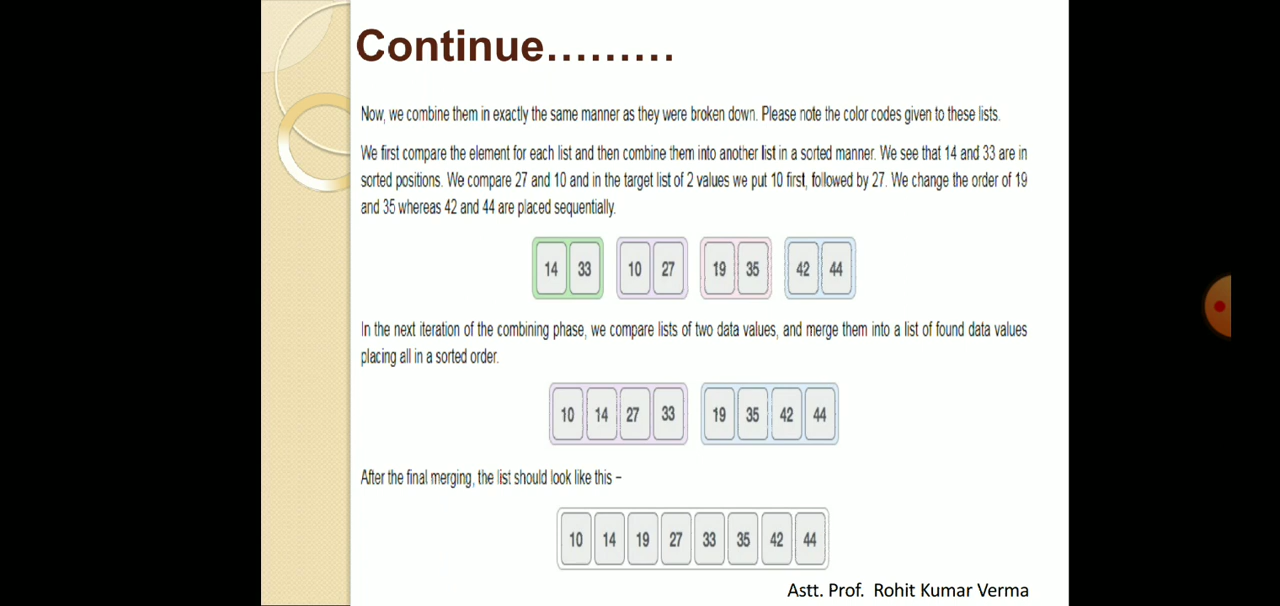 Continue………
Now, we combine them in exactly the same manner as they were broken down. Please note the color codes given to these lists.
We first compare the element for each list and then combine them into another list in a sorted manner. We see that 14 and 33 are in
sorted positions. We compare 27 and 10 and in the target list of 2 values we put 10 first, followed by 27. We change the order of 19
and 35 whereas 42 and 44 are placed sequentially.
14 33 10 27 19 35 42 44
In the next iteration of the combining phase, we compare lists of two data values, and merge them into a list of found data values
placing all in a sorted order.
10 14 27 33 19 35 42 44
After the final merging, the list should look like this –
10 14 19 27 33 35 42 44
Astt. Prof. Rohit Kumar Verma